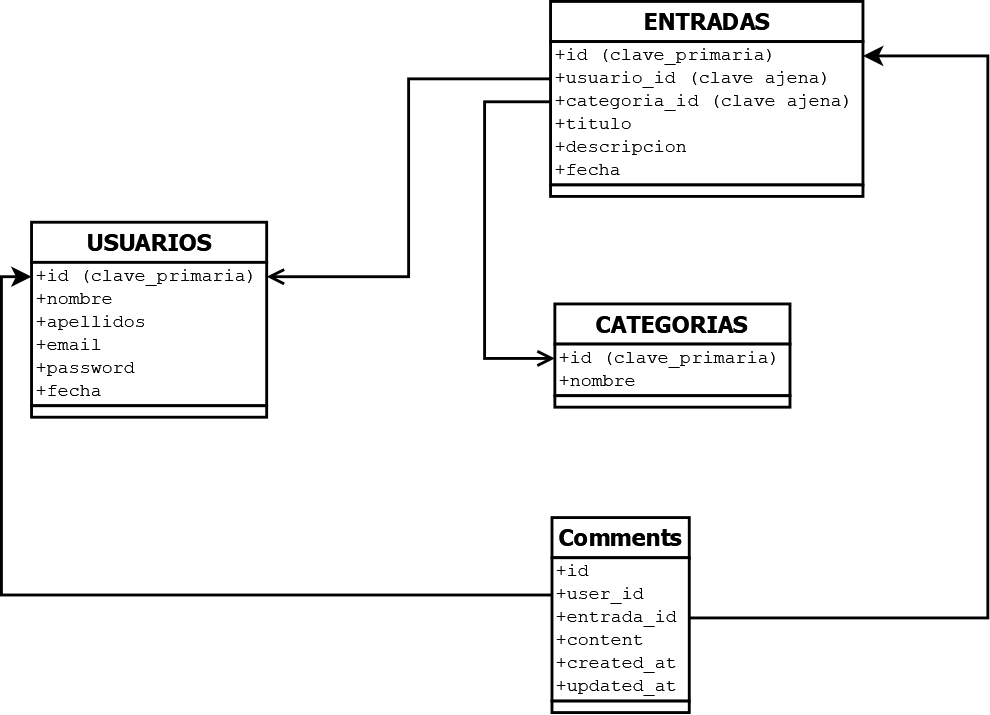 ENTRADAS
+id (clave_primaria)
+usuario_id (clave ajena)
+categoria_id (clave ajena)
+titulo
+descripcion
+fecha
USUARIOS
+id (clave_primaria)
+nombre
+apellidos
+email
+password
+fecha
CATEGORIAS
+id (clave_primaria)
+nombre
Comments
+id
+user_id
+entrada_id
+content
+created_at
+updated_at